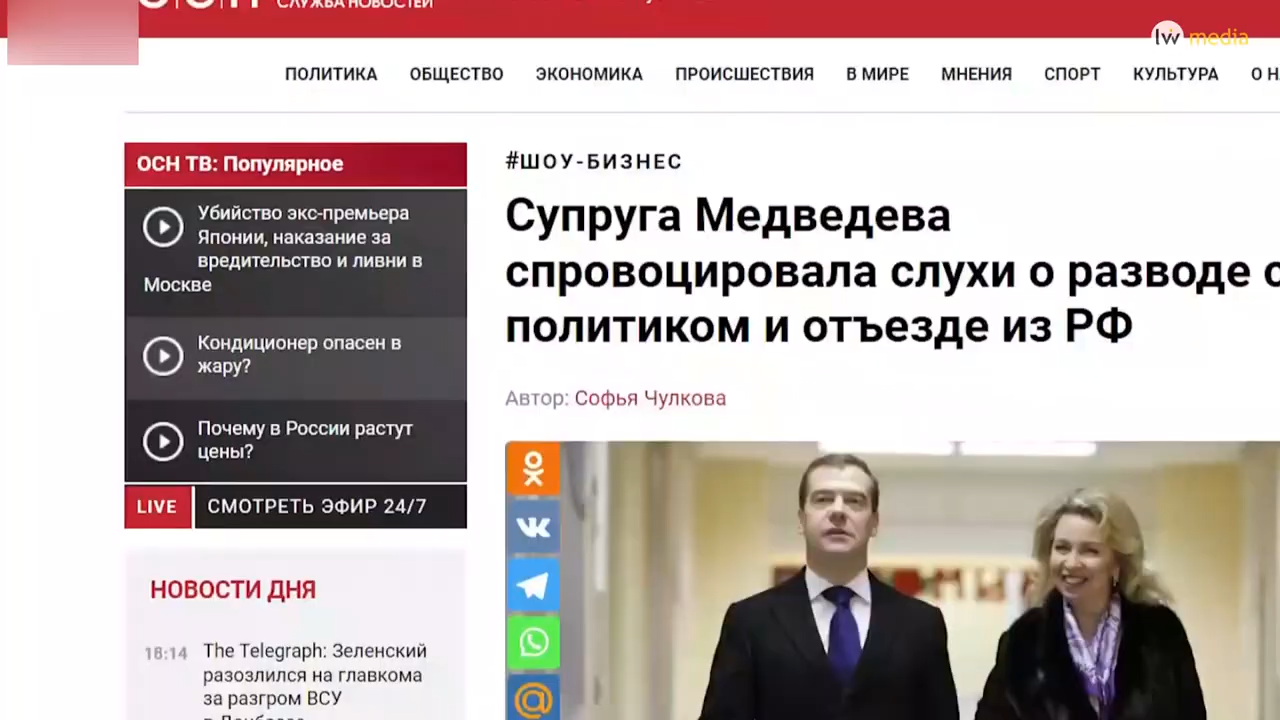 СЛУЖБА НОВОСТЕЙ
lw media
ПОЛИТИКА ОБЩЕСТВО ЭКОНОМИКА ПРОИСШЕСТВИЯ В МИРЕ МНЕНИЯ СПОРТ КУЛЬТУРА О Н
ОСН ТВ: Популярное
Убийство экс-премьера
Японии, наказание за
вредительство и ливни в
Москве
Кондиционер опасен в
жару?
Почему в России растут
цены?
LIVE СМОТРЕТЬ ЭФИР 24/7
НОВОСТИ ДНЯ
18:14 The Telegraph: Зеленский
разозлился на главкома
за разгром ВСУ
#ШОУ-БИЗНЕС
Супруга Медведева
спровоцировала слухи о разводе с
политиком и отъезде из РФ
Автор: Софья Чулкова